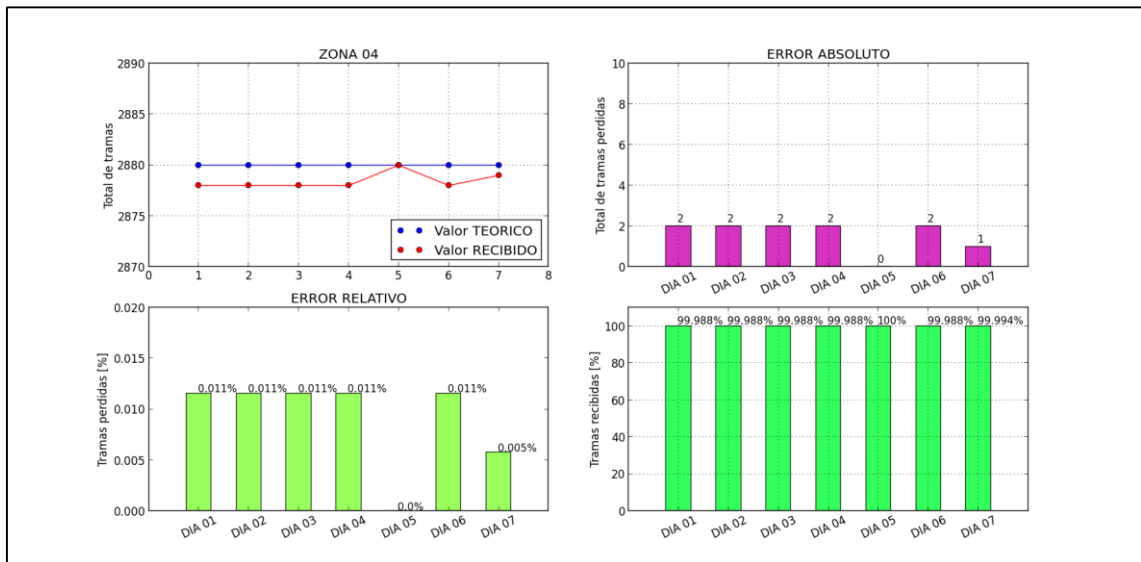 ZONA 04
Total de tramas
2890
2885
2880
2875
2870
0 1 2 3 4 5 6 7 8
Valor TEORICO
Valor RECIBIDO
ERROR ABSOLUTO
Total de tramas perdidas
10
8
6
4
2
0
2 2 2 2 0 2 1
DIA 01 DIA 02 DIA 03 DIA 04 DIA 05 DIA 06 DIA 07
ERROR RELATIVO
Tramas perdidas [%]
0.020
0.015
0.010
0.005
0.000
0.011% 0.011% 0.011% 0.011% 0.0% 0.011% 0.005%
DIA 01 DIA 02 DIA 03 DIA 04 DIA 05 DIA 06 DIA 07
Tramas recibidas [%]
100
80
60
40
20
0
99.988% 99.988% 99.988% 99.988% 100% 99.988% 99.994%
DIA 01 DIA 02 DIA 03 DIA 04 DIA 05 DIA 06 DIA 07